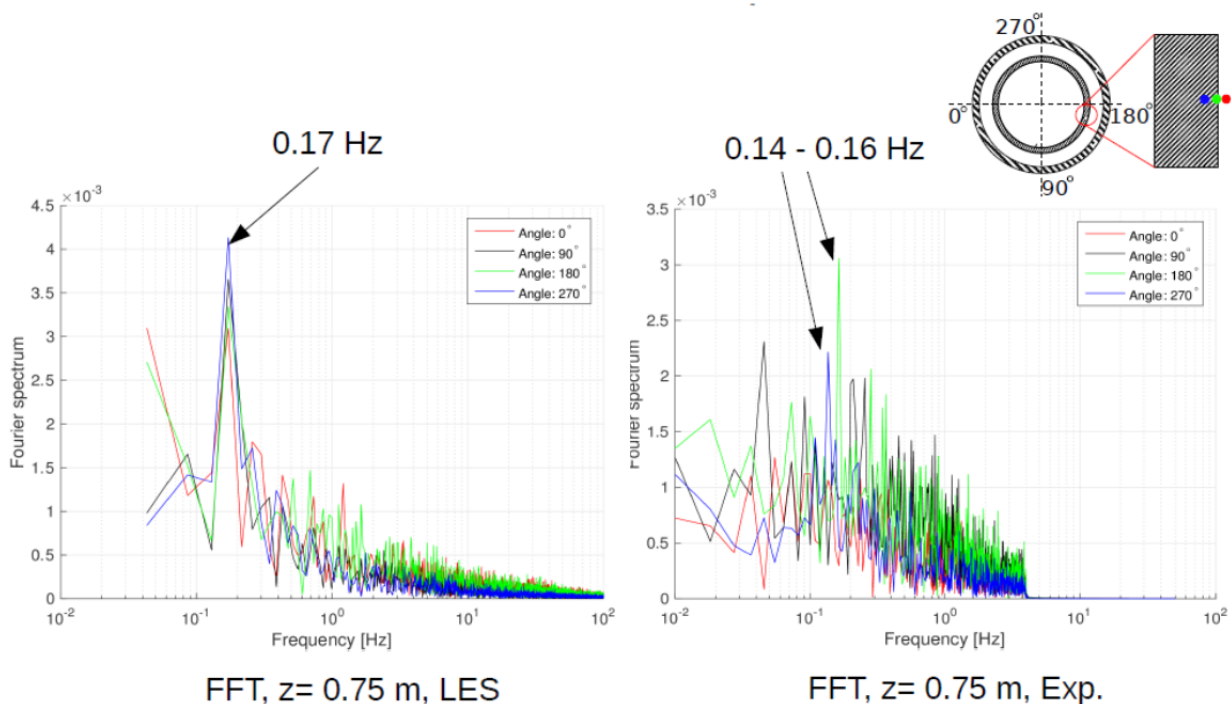 270°
0°
180°
90°
0.17 Hz
0.14 - 0.16 Hz
×10⁻³
4.5
4
3.5
3
2.5
2
1.5
1
0.5
0
Fourier spectrum
Angle: 0°
Angle: 90°
Angle: 180°
Angle: 270°
10⁻² 10⁻¹ 10⁰ 10¹ 10²
Frequency [Hz]
FFT, z= 0.75 m, LES
×10⁻³
3.5
3
2.5
2
1.5
1
0.5
0
Fourier spectrum
Angle: 0°
Angle: 90°
Angle: 180°
Angle: 270°
10⁻² 10⁻¹ 10⁰ 10¹ 10²
Frequency [Hz]
FFT, z= 0.75 m, Exp.